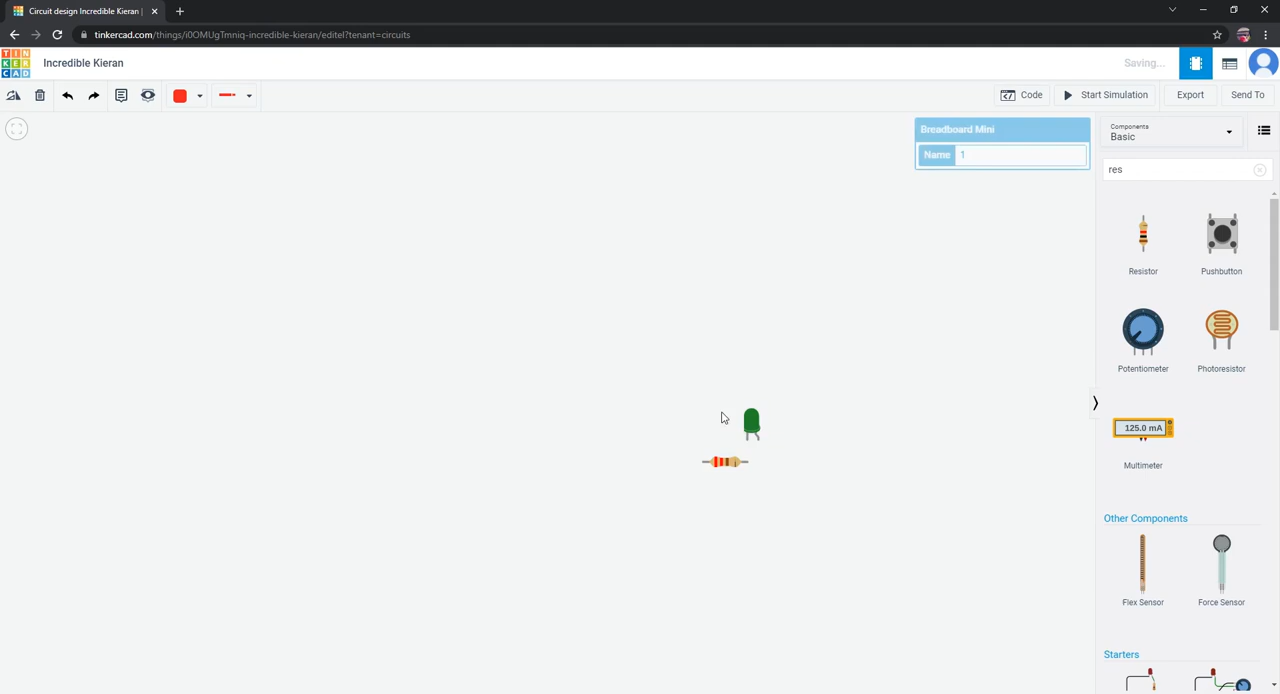 Circuit design Incredible Kieran |
tinkercad.com/things/i0OMUgTmniq-incredible-kieran/editel?tenant=circuits
TIN
KER
CAD
Incredible Kieran
Saving...
Code
Start Simulation
Export
Send To
Breadboard Mini
Name 1
Components
Basic
res
Resistor
Pushbutton
Potentiometer
Photoresistor
125.0 mA
Multimeter
Other Components
Flex Sensor
Force Sensor
Starters